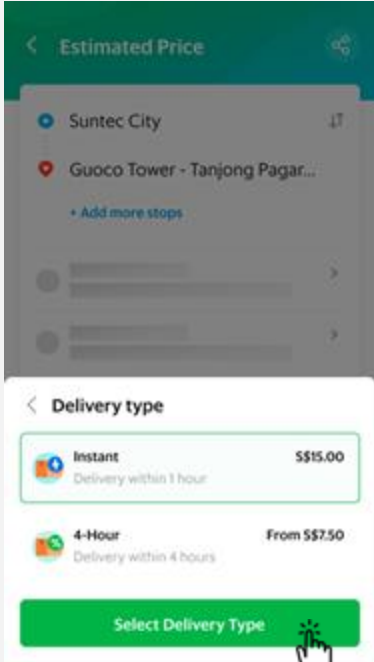 Estimated Price
Suntec City
Guoco Tower - Tanjong Pagar...
+ Add more stops
Delivery type
Instant S$15.00
Delivery within 1 hour
4-Hour From S$7.50
Delivery within 4 hours
Select Delivery Type